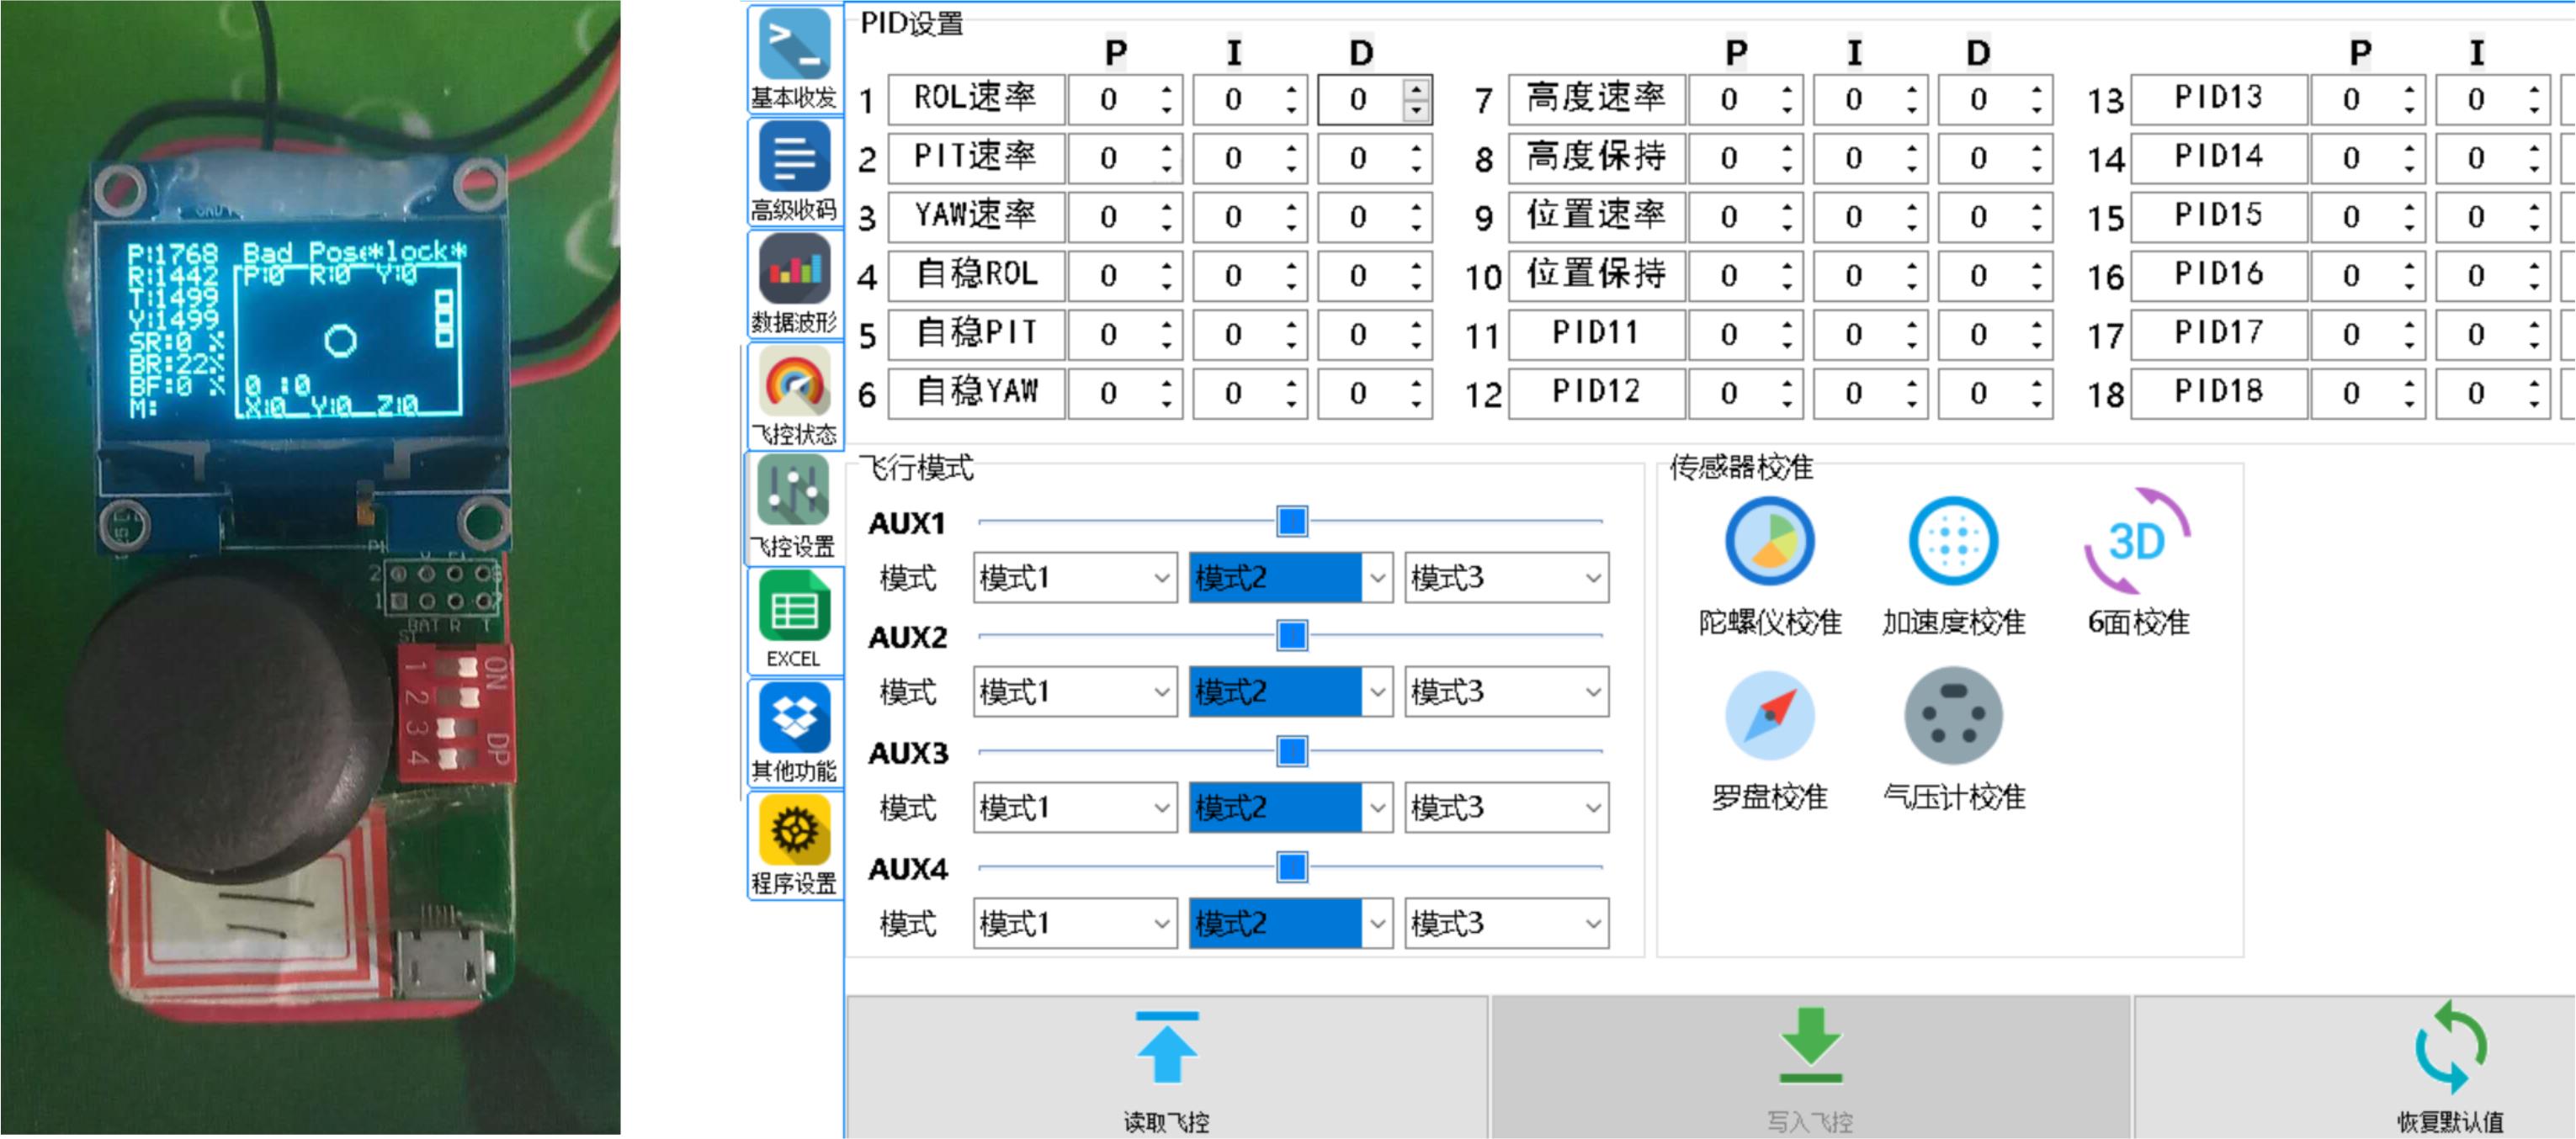 P:1768 Bad Pose*lock*
R:1442 P:0 R:0 Y:0
T:1499
Y:1499
SR:0 %
BR:22%
BF:0 % 0 :0
M: X:0 Y:0 Z:0
2
1
BAT R T
ST
ON
DP
1
2
3
4
基本收发
高级收码
数据波形
飞控状态
飞控设置
EXCEL
其他功能
程序设置
PID设置
P I D P I D P I
1 ROL速率 0 0 0 7 高度速率 0 0 0 13 PID13 0 0
2 PIT速率 0 0 0 8 高度保持 0 0 0 14 PID14 0 0
3 YAW速率 0 0 0 9 位置速率 0 0 0 15 PID15 0 0
4 自稳ROL 0 0 0 10 位置保持 0 0 0 16 PID16 0 0
5 自稳PIT 0 0 0 11 PID11 0 0 0 17 PID17 0 0
6 自稳YAW 0 0 0 12 PID12 0 0 0 18 PID18 0 0
飞行模式
AUX1
模式 模式1 模式2 模式3
AUX2
模式 模式1 模式2 模式3
AUX3
模式 模式1 模式2 模式3
AUX4
模式 模式1 模式2 模式3
传感器校准
3D
陀螺仪校准 加速度校准 6面校准
罗盘校准 气压计校准
读取飞控 写入飞控 恢复默认值